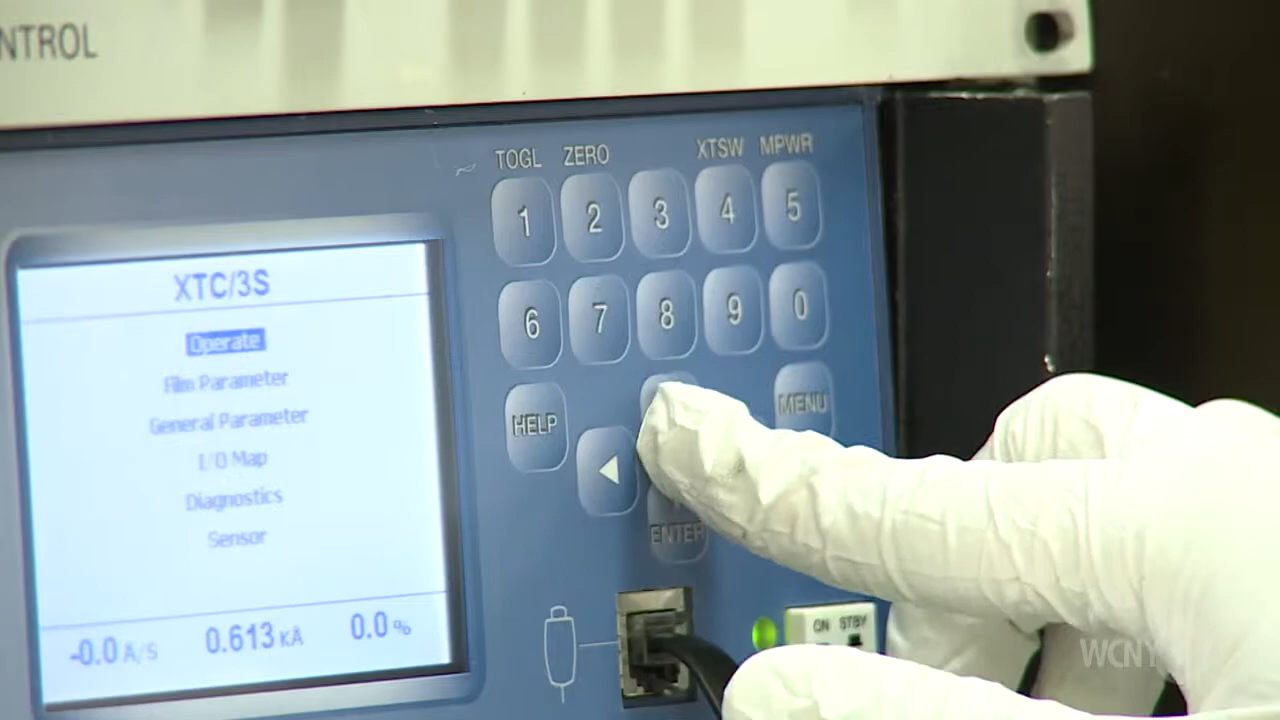 NTROL
TOGL ZERO XTSW MPWR
1 2 3 4 5
6 7 8 9 0
HELP MENU
ENTER
XTC/3S
Operate
Film Parameter
General Parameter
I/O Map
Diagnostics
Sensor
-0.0 A/S 0.613 kÅ 0.0 %
ON STBY
WCNY